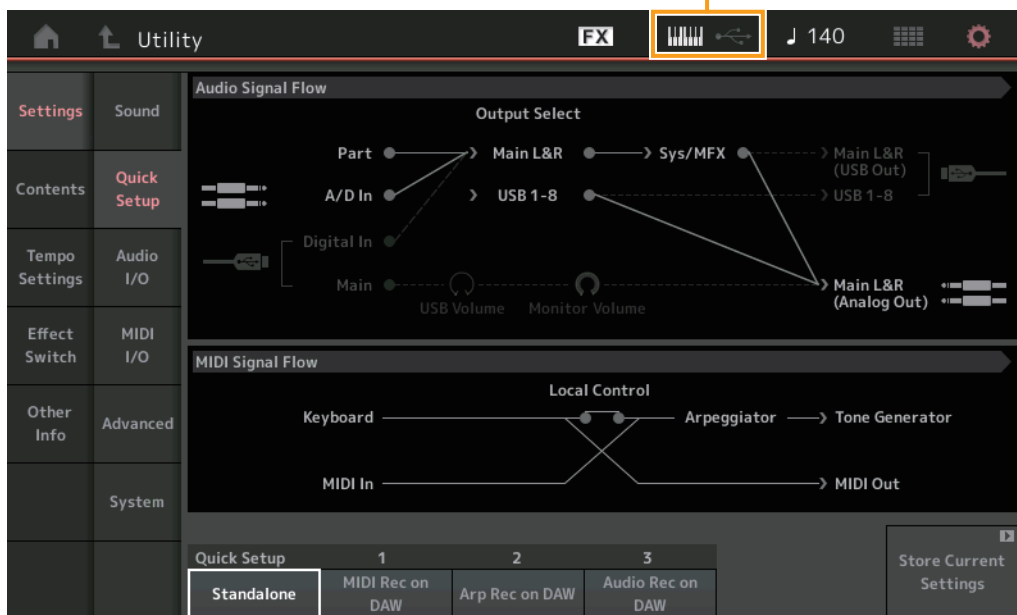 Utility
FX
♩ 140
Settings
Contents
Tempo
Settings
Effect
Switch
Other
Info
Sound
Quick
Setup
Audio
I/O
MIDI
I/O
Advanced
System
Audio Signal Flow
Output Select
Part
Main L&R
Sys/MFX
Main L&R
(USB Out)
A/D In
USB 1-8
USB 1-8
Digital In
Main
USB Volume
Monitor Volume
Main L&R
(Analog Out)
MIDI Signal Flow
Local Control
Keyboard
Arpeggiator
Tone Generator
MIDI In
MIDI Out
Quick Setup
1
2
3
Standalone
MIDI Rec on
DAW
Arp Rec on DAW
Audio Rec on
DAW
Store Current
Settings